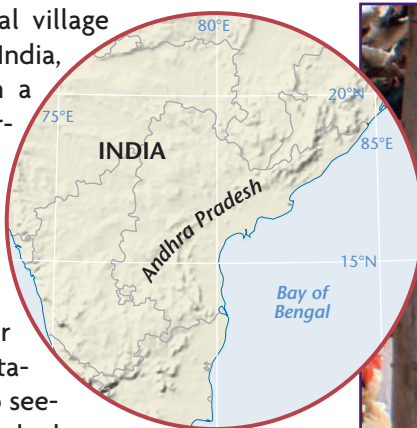 al village
India,
a
80°E
75°E
20°N
85°E
INDIA
Andhra Pradesh
15°N
Bay of
Bengal
r
ta-
see-